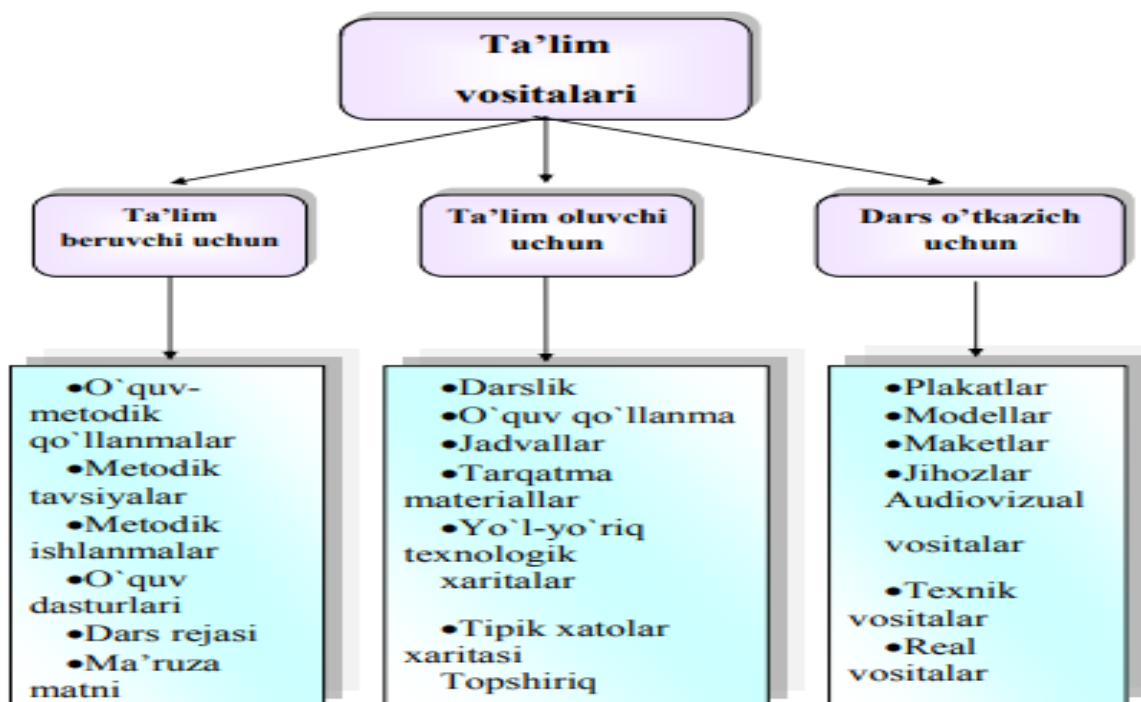 Ta’lim
vositalari
Ta’lim
beruvchi uchun
Ta’lim oluvchi
uchun
Dars o’tkazich
uchun
●O`quv-
metodik
qo`llanmalar
●Metodik
tavsiyalar
●Metodik
ishlanmalar
●O`quv
dasturlari
●Dars rejasi
●Ma’ruza
matni
●Darslik
●O`quv qo`llanma
●Jadvallar
●Tarqatma
materiallar
●Yo`l-yo`riq
texnologik
xaritalar
●Tipik xatolar
xaritasi
Topshiriq
●Plakatlar
●Modellar
●Maketlar
●Jihozlar
Audiovizual
vositalar
●Texnik
vositalar
●Real
vositalar